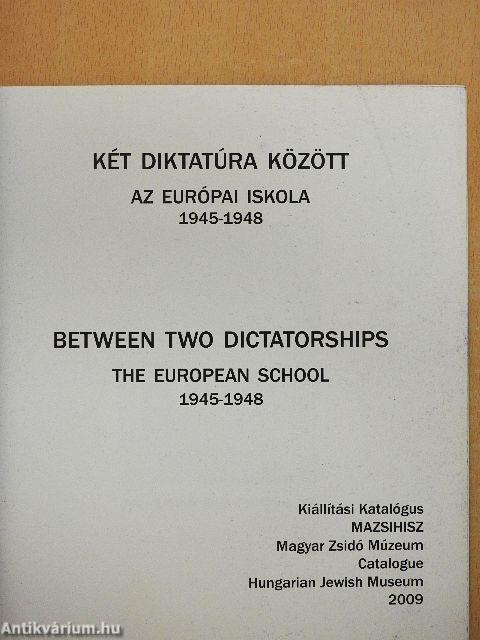 KÉT DIKTATÚRA KÖZÖTT
AZ EURÓPAI ISKOLA
1945-1948
BETWEEN TWO DICTATORSHIPS
THE EUROPEAN SCHOOL
1945-1948
Kiállítási Katalógus
MAZSIHISZ
Magyar Zsidó Múzeum
Catalogue
Hungarian Jewish Museum
2009
Antikvárium.hu